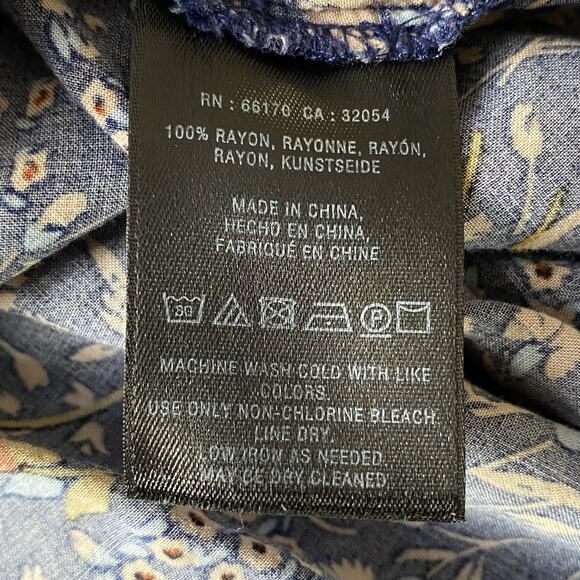 RN : 66170 CA : 32054
100% RAYON, RAYONNE, RAYÓN,
RAYON, KUNSTSEIDE
MADE IN CHINA,
HECHO EN CHINA,
FABRIQUÉ EN CHINE
30 P
MACHINE WASH COLD WITH LIKE
COLORS.
USE ONLY NON-CHLORINE BLEACH.
LINE DRY.
LOW IRON AS NEEDED.
MAY BE DRY CLEANED.